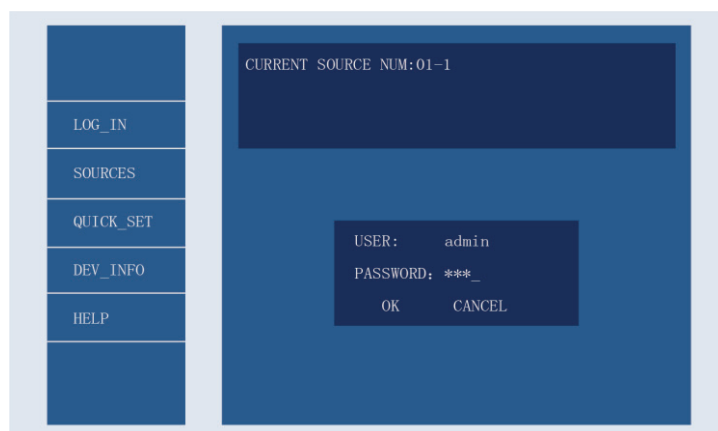 CURRENT SOURCE NUM:01-1
LOG_IN
SOURCES
QUICK_SET
DEV_INFO
HELP
USER: admin
PASSWORD: ***_
OK CANCEL